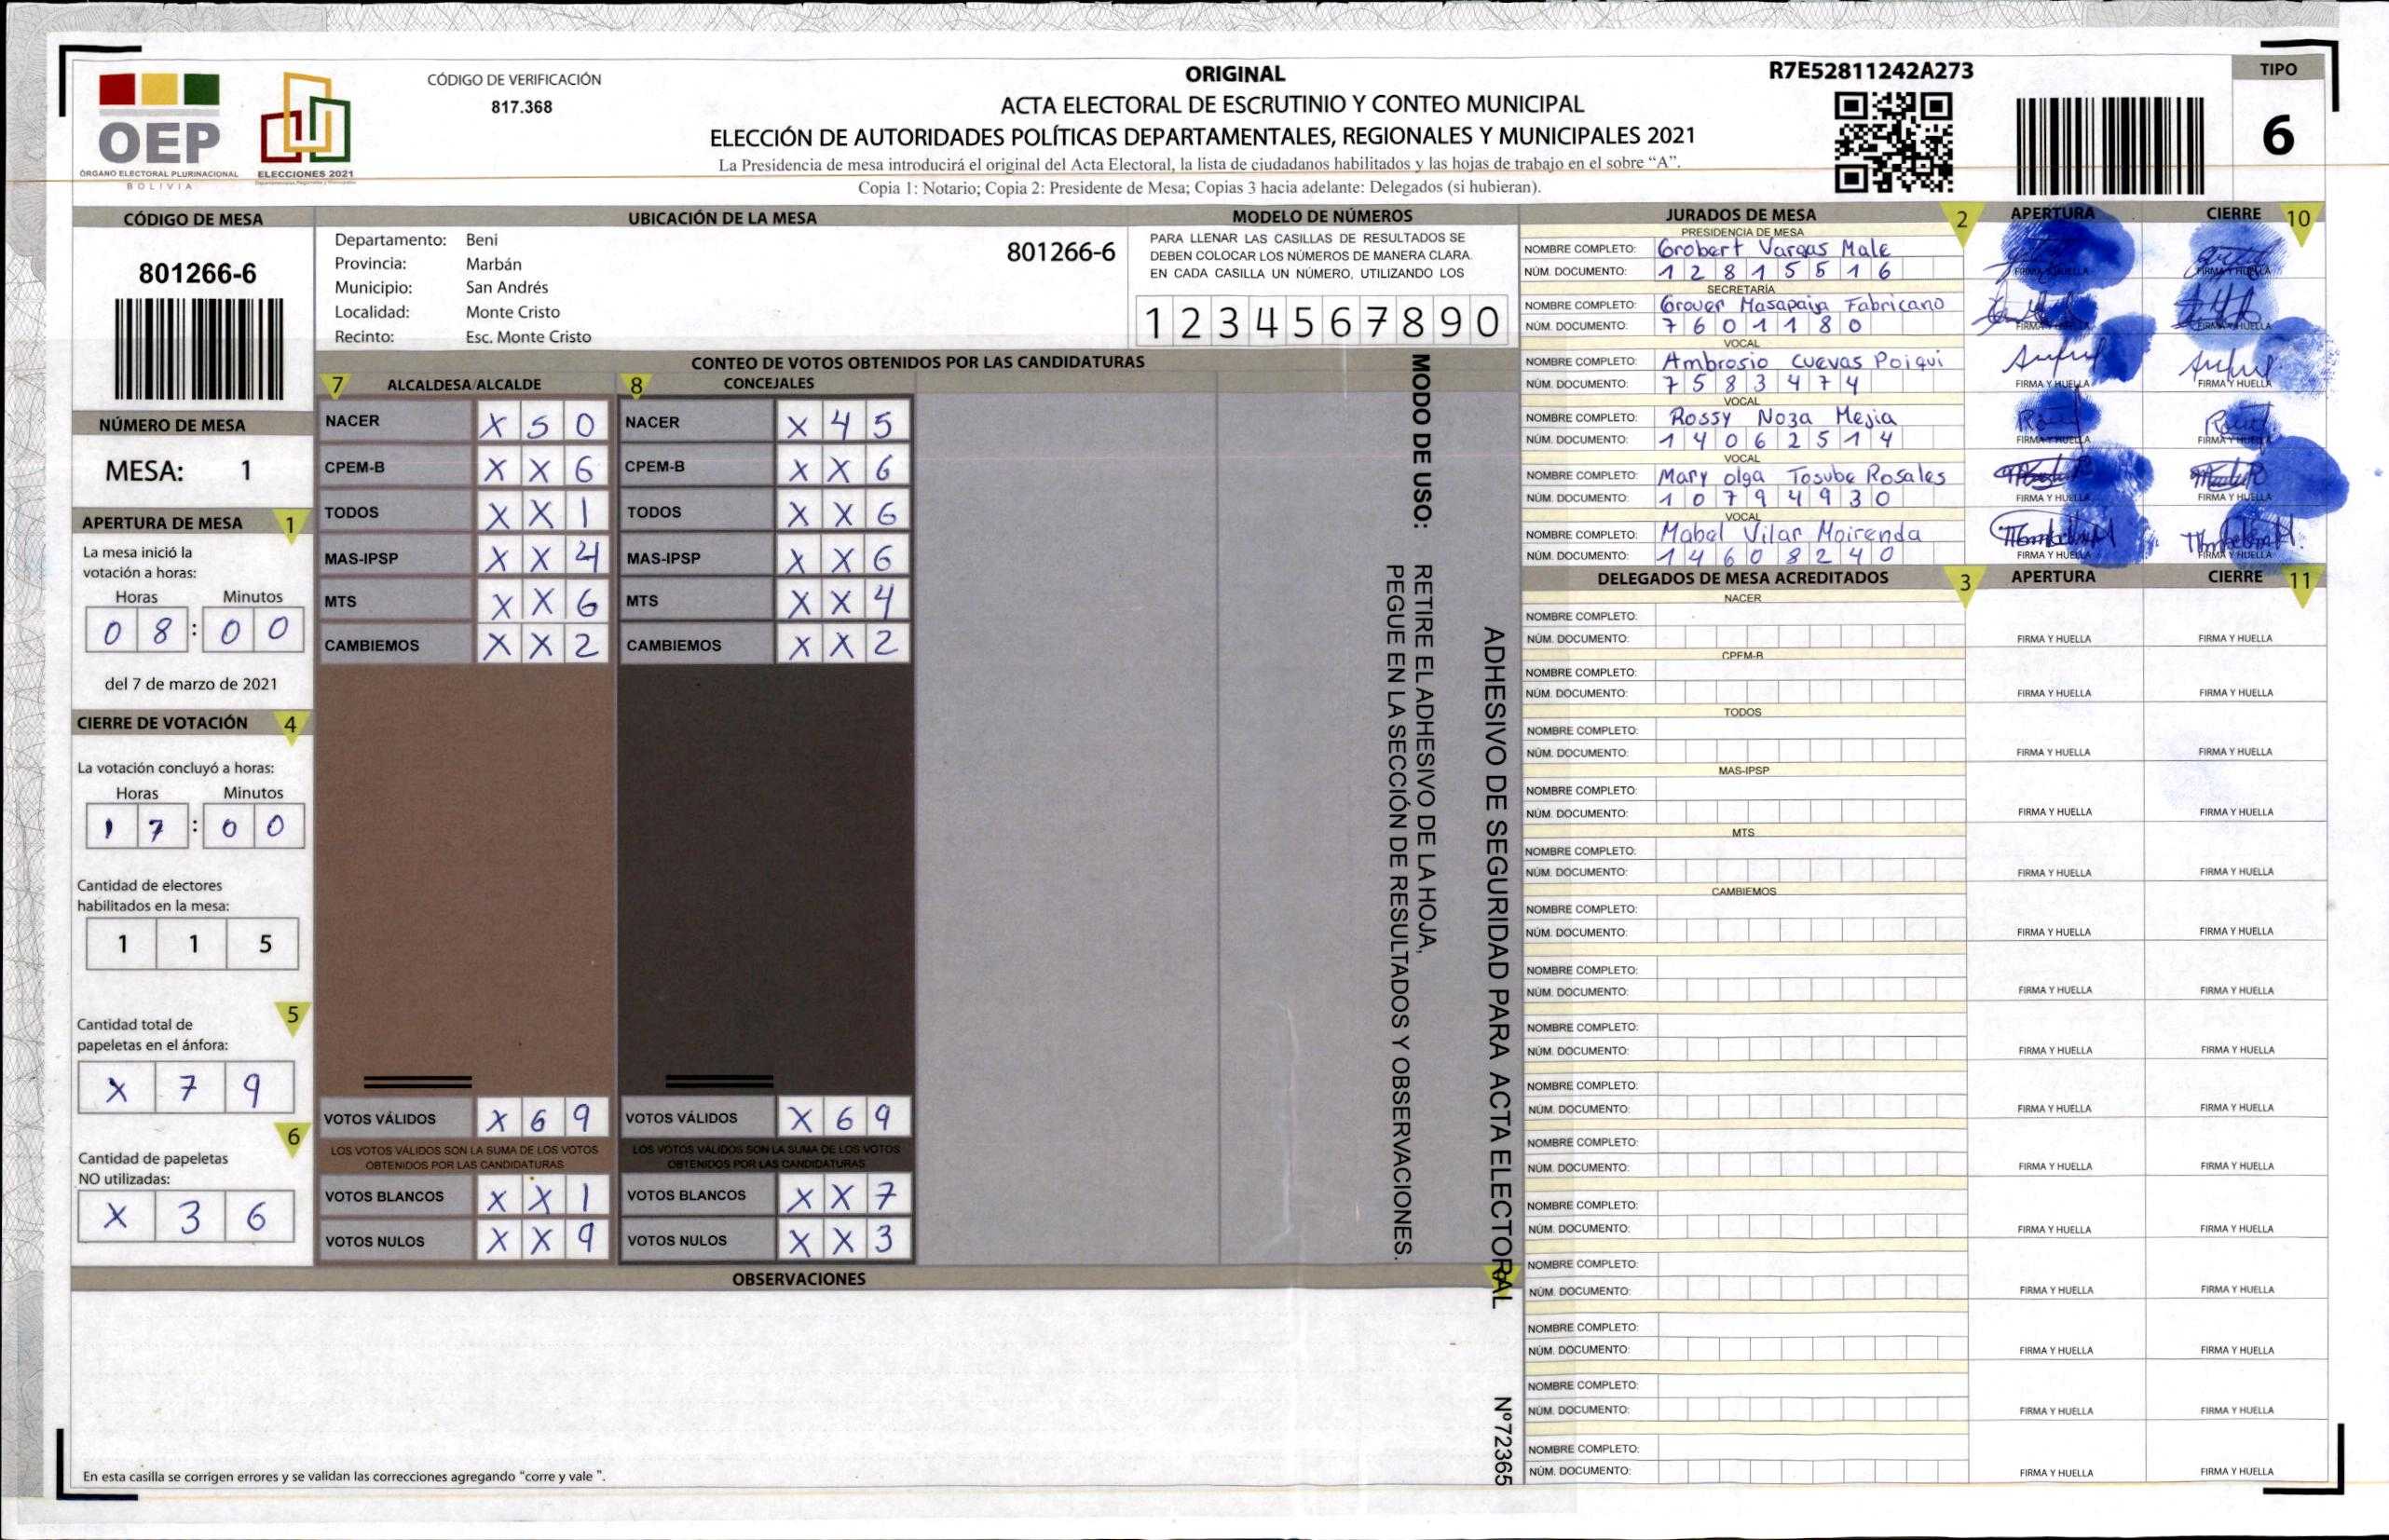 OEP
ÓRGANO ELECTORAL PLURINACIONAL
BOLIVIA
ELECCIONES 2021
CÓDIGO DE VERIFICACIÓN
817.368
ORIGINAL
ACTA ELECTORAL DE ESCRUTINIO Y CONTEO MUNICIPAL
ELECCIÓN DE AUTORIDADES POLÍTICAS DEPARTAMENTALES, REGIONALES Y MUNICIPALES 2021
La Presidencia de mesa introducirá el original del Acta Electoral, la lista de ciudadanos habilitados y las hojas de trabajo en el sobre “A”.
Copia 1: Notario; Copia 2: Presidente de Mesa; Copias 3 hacia adelante: Delegados (si hubieran).
R7E52811242A273
TIPO
6
CÓDIGO DE MESA
801266-6
NÚMERO DE MESA
MESA: 1
APERTURA DE MESA 1
La mesa inició la
votación a horas:
Horas Minutos
0 8 : 0 0
del 7 de marzo de 2021
CIERRE DE VOTACIÓN 4
La votación concluyó a horas:
Horas Minutos
1 7 : 0 0
Cantidad de electores
habilitados en la mesa:
1 1 5
5
Cantidad total de
papeletas en el ánfora:
X 7 9
6
Cantidad de papeletas
NO utilizadas:
X 3 6
UBICACIÓN DE LA MESA
Departamento: Beni
Provincia: Marbán
Municipio: San Andrés
Localidad: Monte Cristo
Recinto: Esc. Monte Cristo
801266-6
MODELO DE NÚMEROS
PARA LLENAR LAS CASILLAS DE RESULTADOS SE
DEBEN COLOCAR LOS NÚMEROS DE MANERA CLARA.
EN CADA CASILLA UN NÚMERO, UTILIZANDO LOS
1 2 3 4 5 6 7 8 9 0
CONTEO DE VOTOS OBTENIDOS POR LAS CANDIDATURAS
7 ALCALDESA/ALCALDE
NACER X 5 0
CPEM-B X X 6
TODOS X X 1
MAS-IPSP X X 4
MTS X X 6
CAMBIEMOS X X 2
VOTOS VÁLIDOS X 6 9
LOS VOTOS VÁLIDOS SON LA SUMA DE LOS VOTOS
OBTENIDOS POR LAS CANDIDATURAS
VOTOS BLANCOS X X 1
VOTOS NULOS X X 9
8 CONCEJALES
NACER X 4 5
CPEM-B X X 6
TODOS X X 6
MAS-IPSP X X 6
MTS X X 4
CAMBIEMOS X X 2
VOTOS VÁLIDOS X 6 9
LOS VOTOS VÁLIDOS SON LA SUMA DE LOS VOTOS
OBTENIDOS POR LAS CANDIDATURAS
VOTOS BLANCOS X X 7
VOTOS NULOS X X 3
MODO DE USO: RETIRE EL ADHESIVO DE LA HOJA,
PEGUE EN LA SECCIÓN DE RESULTADOS Y OBSERVACIONES.
ADHESIVO DE SEGURIDAD PARA ACTA ELECTORAL N°72365
OBSERVACIONES
En esta casilla se corrigen errores y se validan las correcciones agregando “corre y vale ”.
JURADOS DE MESA 2 APERTURA CIERRE 10
PRESIDENCIA DE MESA
NOMBRE COMPLETO: Grobert Vargas Male
NÚM. DOCUMENTO: 1 2 8 1 5 5 1 6 FIRMA Y HUELLA FIRMA Y HUELLA
SECRETARÍA
NOMBRE COMPLETO: Grover Masapaija Fabricano
NÚM. DOCUMENTO: 7 6 0 1 1 8 0 FIRMA Y HUELLA FIRMA Y HUELLA
VOCAL
NOMBRE COMPLETO: Ambrosio Cuevas Poiqui
NÚM. DOCUMENTO: 7 5 8 3 4 7 4 FIRMA Y HUELLA FIRMA Y HUELLA
VOCAL
NOMBRE COMPLETO: Rossy Noza Mejia
NÚM. DOCUMENTO: 1 4 0 6 2 5 1 4 FIRMA Y HUELLA FIRMA Y HUELLA
VOCAL
NOMBRE COMPLETO: Mary olga Tosube Rosales
NÚM. DOCUMENTO: 1 0 7 9 4 9 3 0 FIRMA Y HUELLA FIRMA Y HUELLA
VOCAL
NOMBRE COMPLETO: Mabel Vilar Moirenda
NÚM. DOCUMENTO: 1 4 6 0 8 2 4 0 FIRMA Y HUELLA FIRMA Y HUELLA
DELEGADOS DE MESA ACREDITADOS 3 APERTURA CIERRE 11
NACER
NOMBRE COMPLETO:
NÚM. DOCUMENTO: FIRMA Y HUELLA FIRMA Y HUELLA
CPEM-B
NOMBRE COMPLETO:
NÚM. DOCUMENTO: FIRMA Y HUELLA FIRMA Y HUELLA
TODOS
NOMBRE COMPLETO:
NÚM. DOCUMENTO: FIRMA Y HUELLA FIRMA Y HUELLA
MAS-IPSP
NOMBRE COMPLETO:
NÚM. DOCUMENTO: FIRMA Y HUELLA FIRMA Y HUELLA
MTS
NOMBRE COMPLETO:
NÚM. DOCUMENTO: FIRMA Y HUELLA FIRMA Y HUELLA
CAMBIEMOS
NOMBRE COMPLETO:
NÚM. DOCUMENTO: FIRMA Y HUELLA FIRMA Y HUELLA
NOMBRE COMPLETO:
NÚM. DOCUMENTO: FIRMA Y HUELLA FIRMA Y HUELLA
NOMBRE COMPLETO:
NÚM. DOCUMENTO: FIRMA Y HUELLA FIRMA Y HUELLA
NOMBRE COMPLETO:
NÚM. DOCUMENTO: FIRMA Y HUELLA FIRMA Y HUELLA
NOMBRE COMPLETO:
NÚM. DOCUMENTO: FIRMA Y HUELLA FIRMA Y HUELLA
NOMBRE COMPLETO:
NÚM. DOCUMENTO: FIRMA Y HUELLA FIRMA Y HUELLA
NOMBRE COMPLETO:
NÚM. DOCUMENTO: FIRMA Y HUELLA FIRMA Y HUELLA
NOMBRE COMPLETO:
NÚM. DOCUMENTO: FIRMA Y HUELLA FIRMA Y HUELLA
NOMBRE COMPLETO:
NÚM. DOCUMENTO: FIRMA Y HUELLA FIRMA Y HUELLA
NOMBRE COMPLETO:
NÚM. DOCUMENTO: FIRMA Y HUELLA FIRMA Y HUELLA